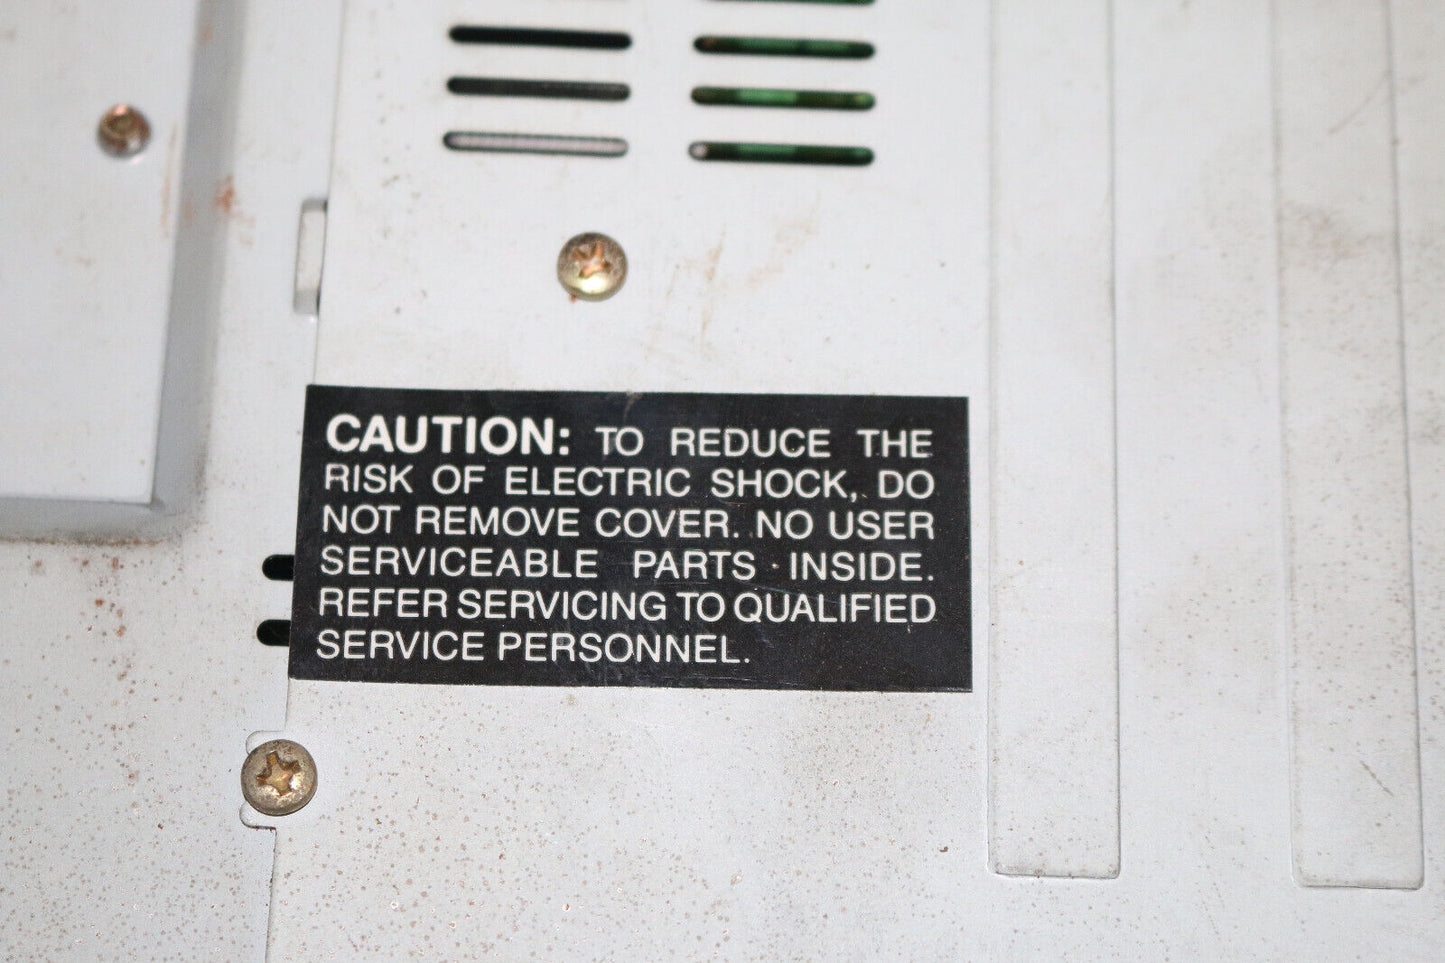 CAUTION: TO REDUCE THE
RISK OF ELECTRIC SHOCK, DO
NOT REMOVE COVER. NO USER
SERVICEABLE PARTS INSIDE.
REFER SERVICING TO QUALIFIED
SERVICE PERSONNEL.